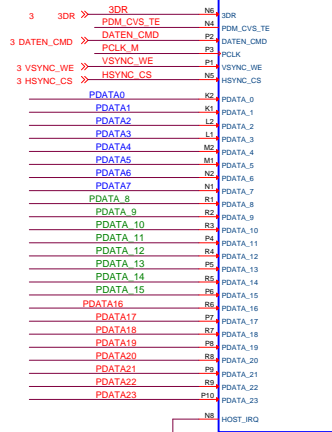 3 3DR 3DR N6 3DR
PDM_CVS_TE N4 PDM_CVS_TE
3 DATEN_CMD DATEN_CMD P2 DATEN_CMD
PCLK_M P3 PCLK
3 VSYNC_WE VSYNC_WE P1 VSYNC_WE
3 HSYNC_CS HSYNC_CS N5 HSYNC_CS
PDATA0 K2 PDATA_0
PDATA1 K1 PDATA_1
PDATA2 L2 PDATA_2
PDATA3 L1 PDATA_3
PDATA4 M2 PDATA_4
PDATA5 M1 PDATA_5
PDATA6 N2 PDATA_6
PDATA7 N1 PDATA_7
PDATA_8 R1 PDATA_8
PDATA_9 R2 PDATA_9
PDATA_10 R3 PDATA_10
PDATA_11 P4 PDATA_11
PDATA_12 R4 PDATA_12
PDATA_13 P5 PDATA_13
PDATA_14 R5 PDATA_14
PDATA_15 P6 PDATA_15
PDATA16 R6 PDATA_16
PDATA17 P7 PDATA_17
PDATA18 R7 PDATA_18
PDATA19 P8 PDATA_19
PDATA20 R8 PDATA_20
PDATA21 P9 PDATA_21
PDATA22 R9 PDATA_22
PDATA23 P10 PDATA_23
N8 HOST_IRQ